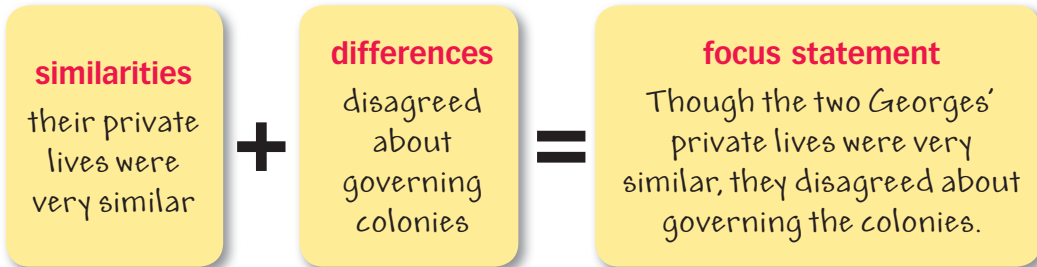 similarities
their private
lives were
very similar
+
differences
disagreed
about
governing
colonies
=
focus statement
Though the two Georges'
private lives were very
similar, they disagreed about
governing the colonies.